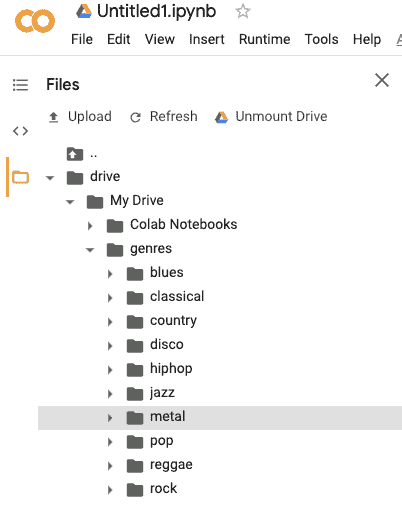 Untitled1.ipynb
File Edit View Insert Runtime Tools Help
Files
Upload Refresh Unmount Drive
..
drive
My Drive
Colab Notebooks
genres
blues
classical
country
disco
hiphop
jazz
metal
pop
reggae
rock